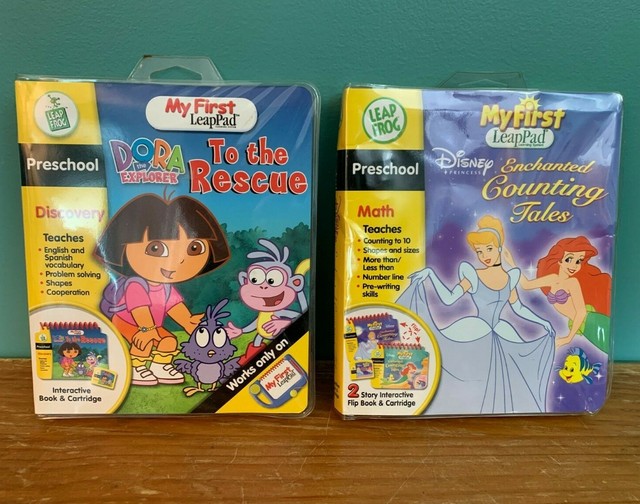 LEAP
FROG
My First
LeapPad
Preschool
DORA
the
EXPLORER
To the
Rescue
Discovery
Teaches
• English and
Spanish
vocabulary
• Problem solving
• Shapes
• Cooperation
Interactive
Book & Cartridge
Works only on
My First
LeapPad
LEAP
FROG
My First
LeapPad
Learning System
Preschool
Disney
PRINCESS
Enchanted
Counting
Tales
Math
Teaches
• Counting to 10
• Shapes and sizes
• More than/
Less than
• Number line
• Pre-writing
skills
2 Story Interactive
Flip Book & Cartridge